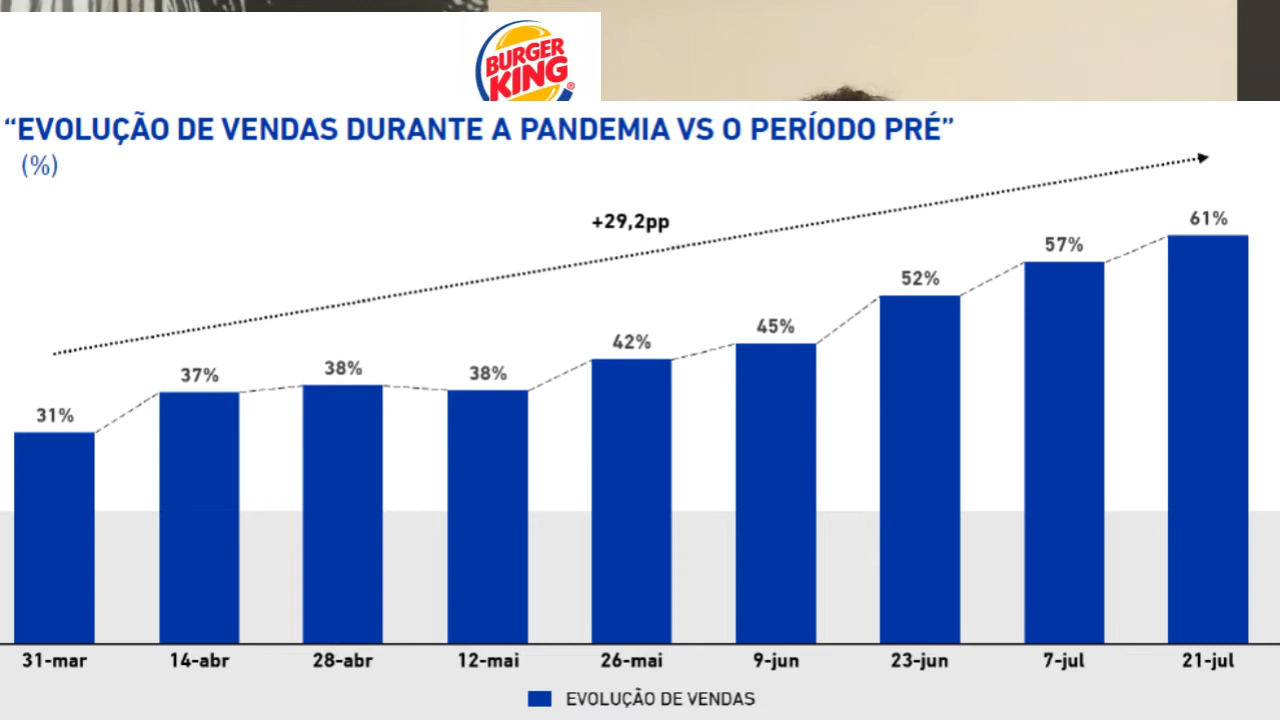 BURGER
KING®
“EVOLUÇÃO DE VENDAS DURANTE A PANDEMIA VS O PERÍODO PRÉ”
(%)
+29,2pp
31% 37% 38% 38% 42% 45% 52% 57% 61%
31-mar 14-abr 28-abr 12-mai 26-mai 9-jun 23-jun 7-jul 21-jul
EVOLUÇÃO DE VENDAS